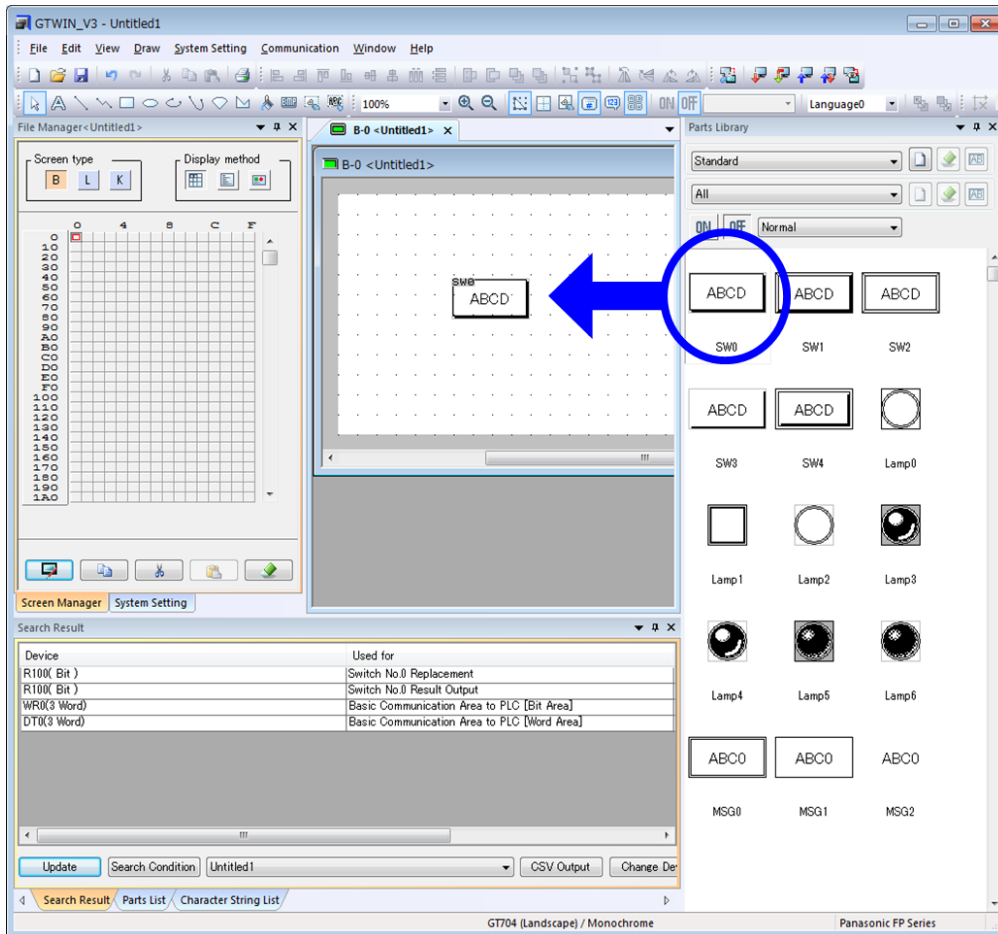 GTWIN_V3 - Untitled1
File Edit View Draw System Setting Communication Window Help
100% ON OFF Language0
File Manager<Untitled1>
Screen type Display method
B L K
0 4 8 C F
0
10
20
30
40
50
60
70
80
90
A0
B0
C0
D0
E0
F0
100
110
120
130
140
150
160
170
180
190
1A0
Screen Manager System Setting
B-0 <Untitled1>
B-0 <Untitled1>
SW0
ABCD
Parts Library
Standard
All
ON OFF Normal
ABCD ABCD ABCD
SW0 SW1 SW2
ABCD ABCD
SW3 SW4 Lamp0
Lamp1 Lamp2 Lamp3
Lamp4 Lamp5 Lamp6
ABC0 ABC0 ABC0
MSG0 MSG1 MSG2
Search Result
Device Used for
R100( Bit ) Switch No.0 Replacement
R100( Bit ) Switch No.0 Result Output
WR0(3 Word) Basic Communication Area to PLC [Bit Area]
DT0(3 Word) Basic Communication Area to PLC [Word Area]
Update Search Condition Untitled1 CSV Output Change De
Search Result Parts List Character String List
GT704 (Landscape) / Monochrome Panasonic FP Series